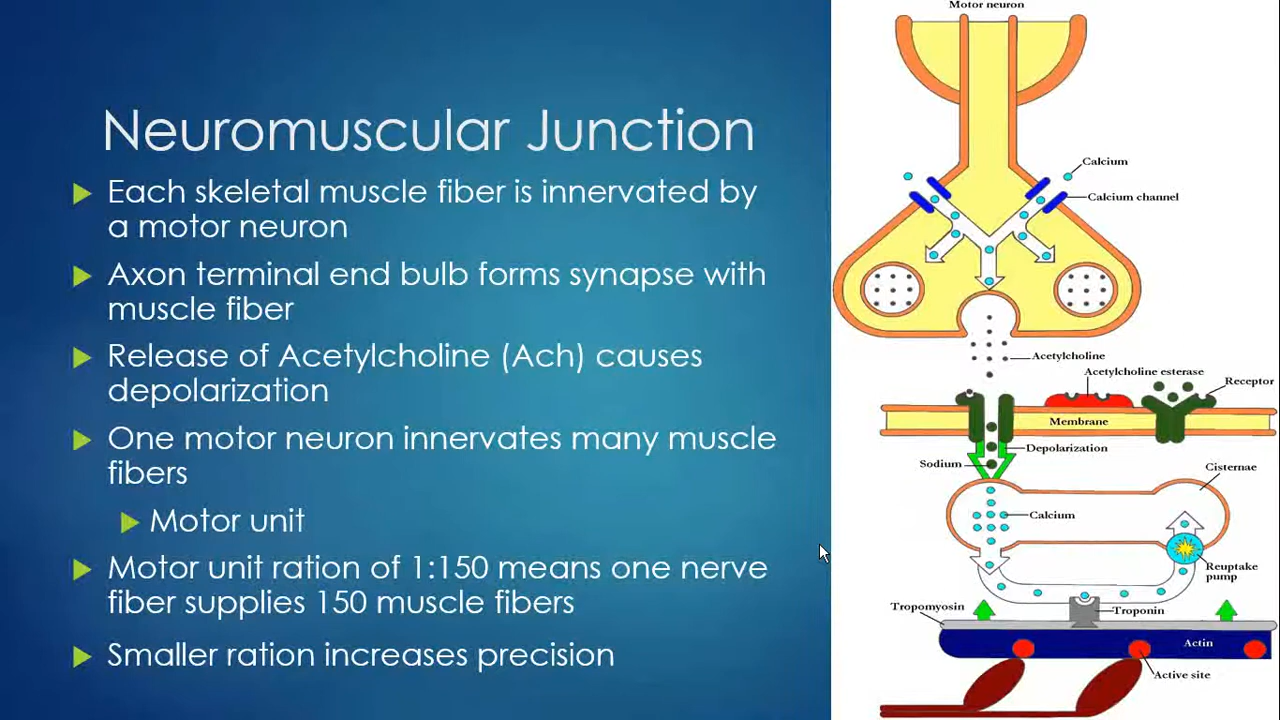 Neuromuscular Junction
Each skeletal muscle fiber is innervated by
a motor neuron
Axon terminal end bulb forms synapse with
muscle fiber
Release of Acetylcholine (Ach) causes
depolarization
One motor neuron innervates many muscle
fibers
Motor unit
Motor unit ration of 1:150 means one nerve
fiber supplies 150 muscle fibers
Smaller ration increases precision
Motor neuron
Calcium
Calcium channel
Acetylcholine
Acetylcholine esterase
Receptor
Membrane
Depolarization
Sodium
Cisternae
Calcium
Reuptake
pump
Tropomyosin
Troponin
Actin
Active site